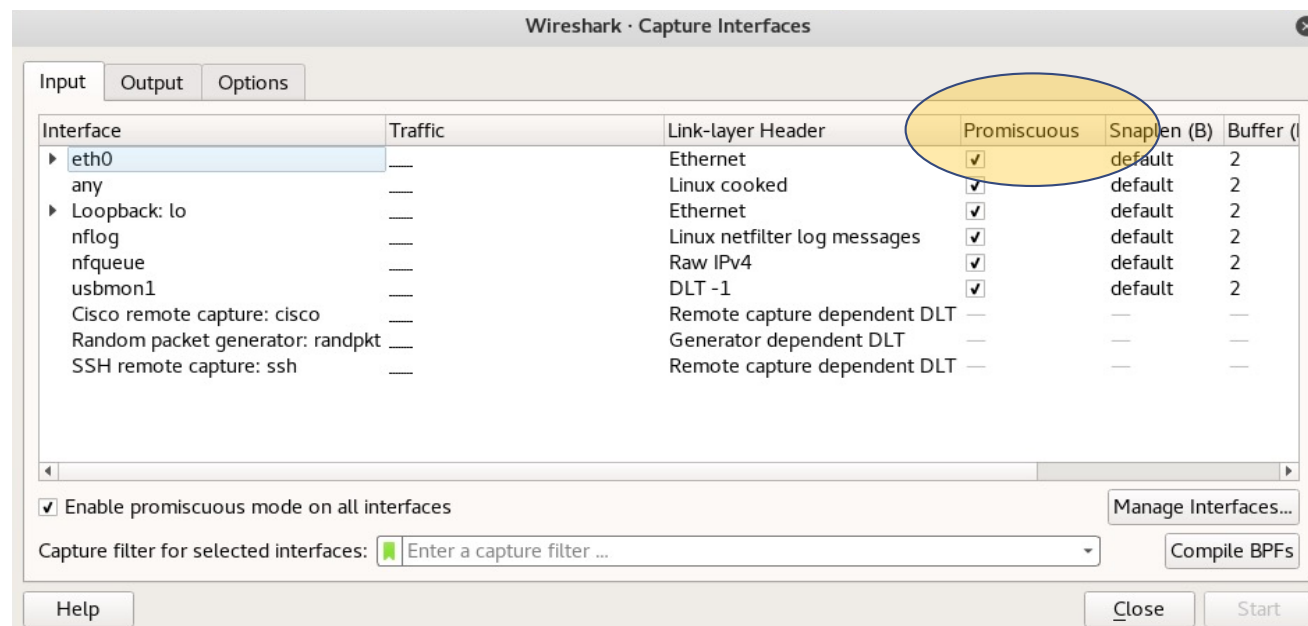 Wireshark · Capture Interfaces
Input Output Options
Interface Traffic Link-layer Header Promiscuous Snaplen (B) Buffer (
eth0 Ethernet default 2
any Linux cooked default 2
Loopback: lo Ethernet default 2
nflog Linux netfilter log messages default 2
nfqueue Raw IPv4 default 2
usbmon1 DLT -1 default 2
Cisco remote capture: cisco Remote capture dependent DLT — — —
Random packet generator: randpkt Generator dependent DLT — — —
SSH remote capture: ssh Remote capture dependent DLT — — —
Enable promiscuous mode on all interfaces Manage Interfaces...
Capture filter for selected interfaces: Enter a capture filter ... Compile BPFs
Help Close Start